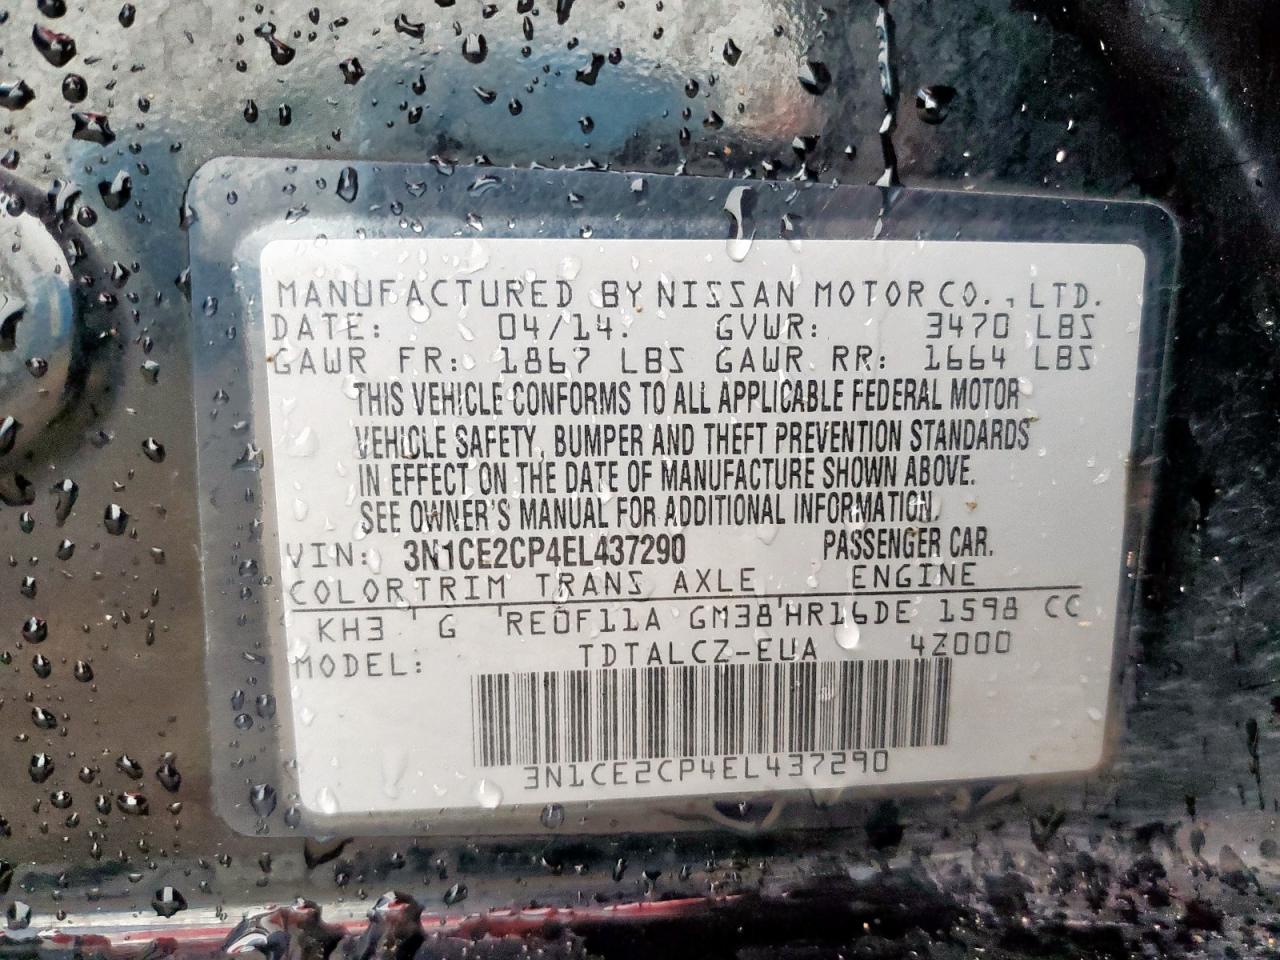 MANUFACTURED BY NISSAN MOTOR CO., LTD.
DATE: 04/14. GVWR: 3470 LBS
GAWR FR: 1867 LBS GAWR RR: 1664 LBS
THIS VEHICLE CONFORMS TO ALL APPLICABLE FEDERAL MOTOR
VEHICLE SAFETY, BUMPER AND THEFT PREVENTION STANDARDS
IN EFFECT ON THE DATE OF MANUFACTURE SHOWN ABOVE.
SEE OWNER'S MANUAL FOR ADDITIONAL INFORMATION.
VIN: 3N1CE2CP4EL437290 PASSENGER CAR.
COLOR TRIM TRANS AXLE ENGINE
KH3 ' G 'RE0F11A GM38'HR16DE 1598 CC
MODEL: TDTALCZ-EUA 4Z000
3N1CE2CP4EL437290